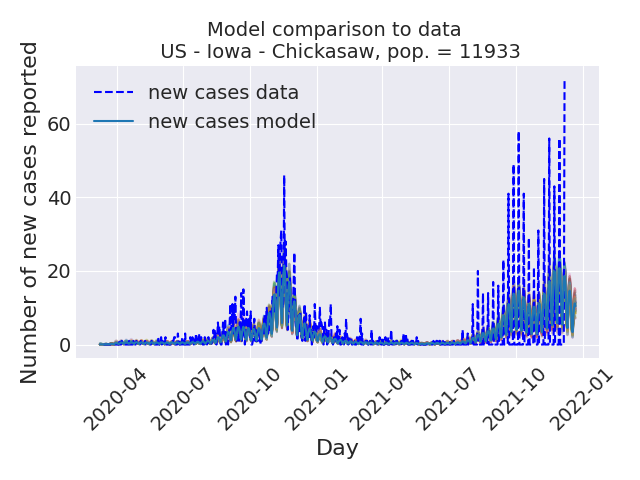 Model comparison to data
US - Iowa - Chickasaw, pop. = 11933
Number of new cases reported
new cases data
new cases model
60
40
20
0
2020-04
2020-07
2020-10
2021-01
2021-04
2021-07
2021-10
2022-01
Day